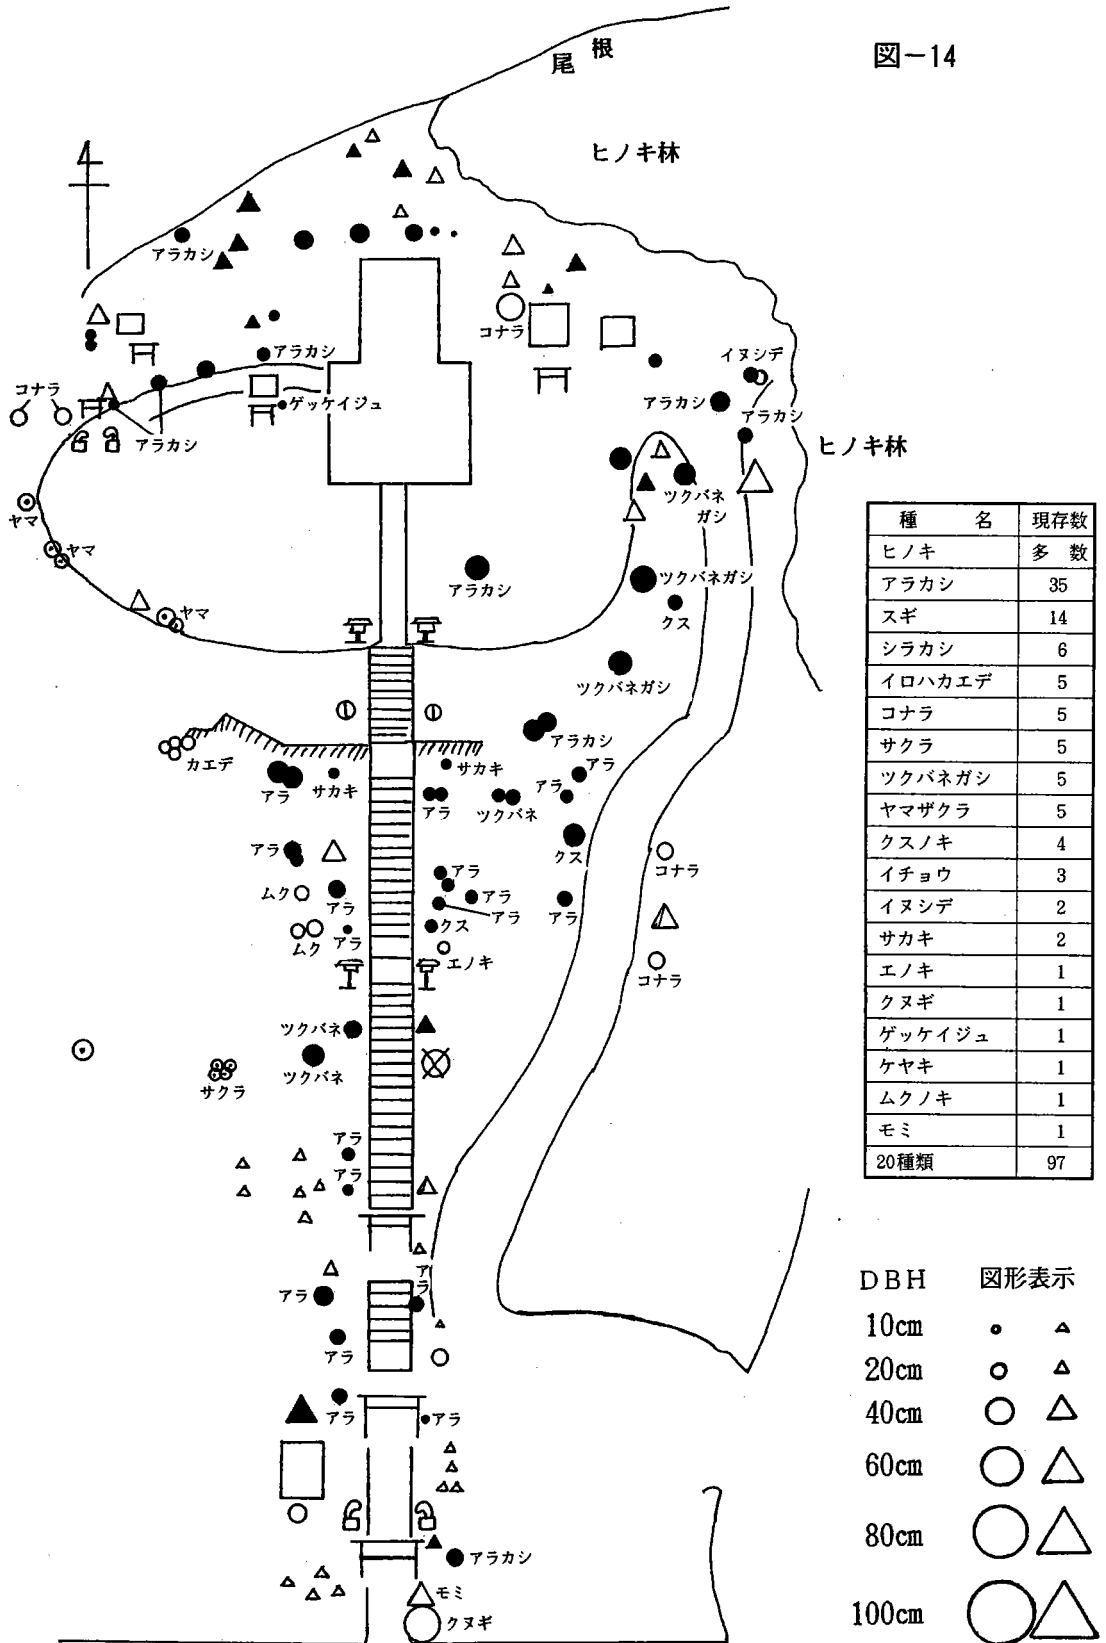 図－14
尾根
ヒノキ林
アラカシ
コナラ
アラカシ
イヌシデ
アラカシ
アラカシ
コナラ
アラカシ
ゲッケイジュ
ヒノキ林
ツクバネ
ガシ
ヤマ
ヤマ
アラカシ
ツクバネガシ
クス
ヤマ
ツクバネガシ
カエデ
アラカシ
アラ
サカキ
サカキ
アラ
アラ
アラ
ツクバネ
アラ
クス
コナラ
アラ
ムク
アラ
アラ
アラ
アラ
ムク
アラ
クス
エノキ
コナラ
ツクバネ
ツクバネ
サクラ
アラ
アラ
アラ
アラ
アラ
アラ
アラ
アラカシ
モミ
クヌギ
種 名 現存数
ヒノキ 多 数
アラカシ 35
スギ 14
シラカシ 6
イロハカエデ 5
コナラ 5
サクラ 5
ツクバネガシ 5
ヤマザクラ 5
クスノキ 4
イチョウ 3
イヌシデ 2
サカキ 2
エノキ 1
クヌギ 1
ゲッケイジュ 1
ケヤキ 1
ムクノキ 1
モミ 1
20種類 97
DBH 図形表示
10cm
20cm
40cm
60cm
80cm
100cm